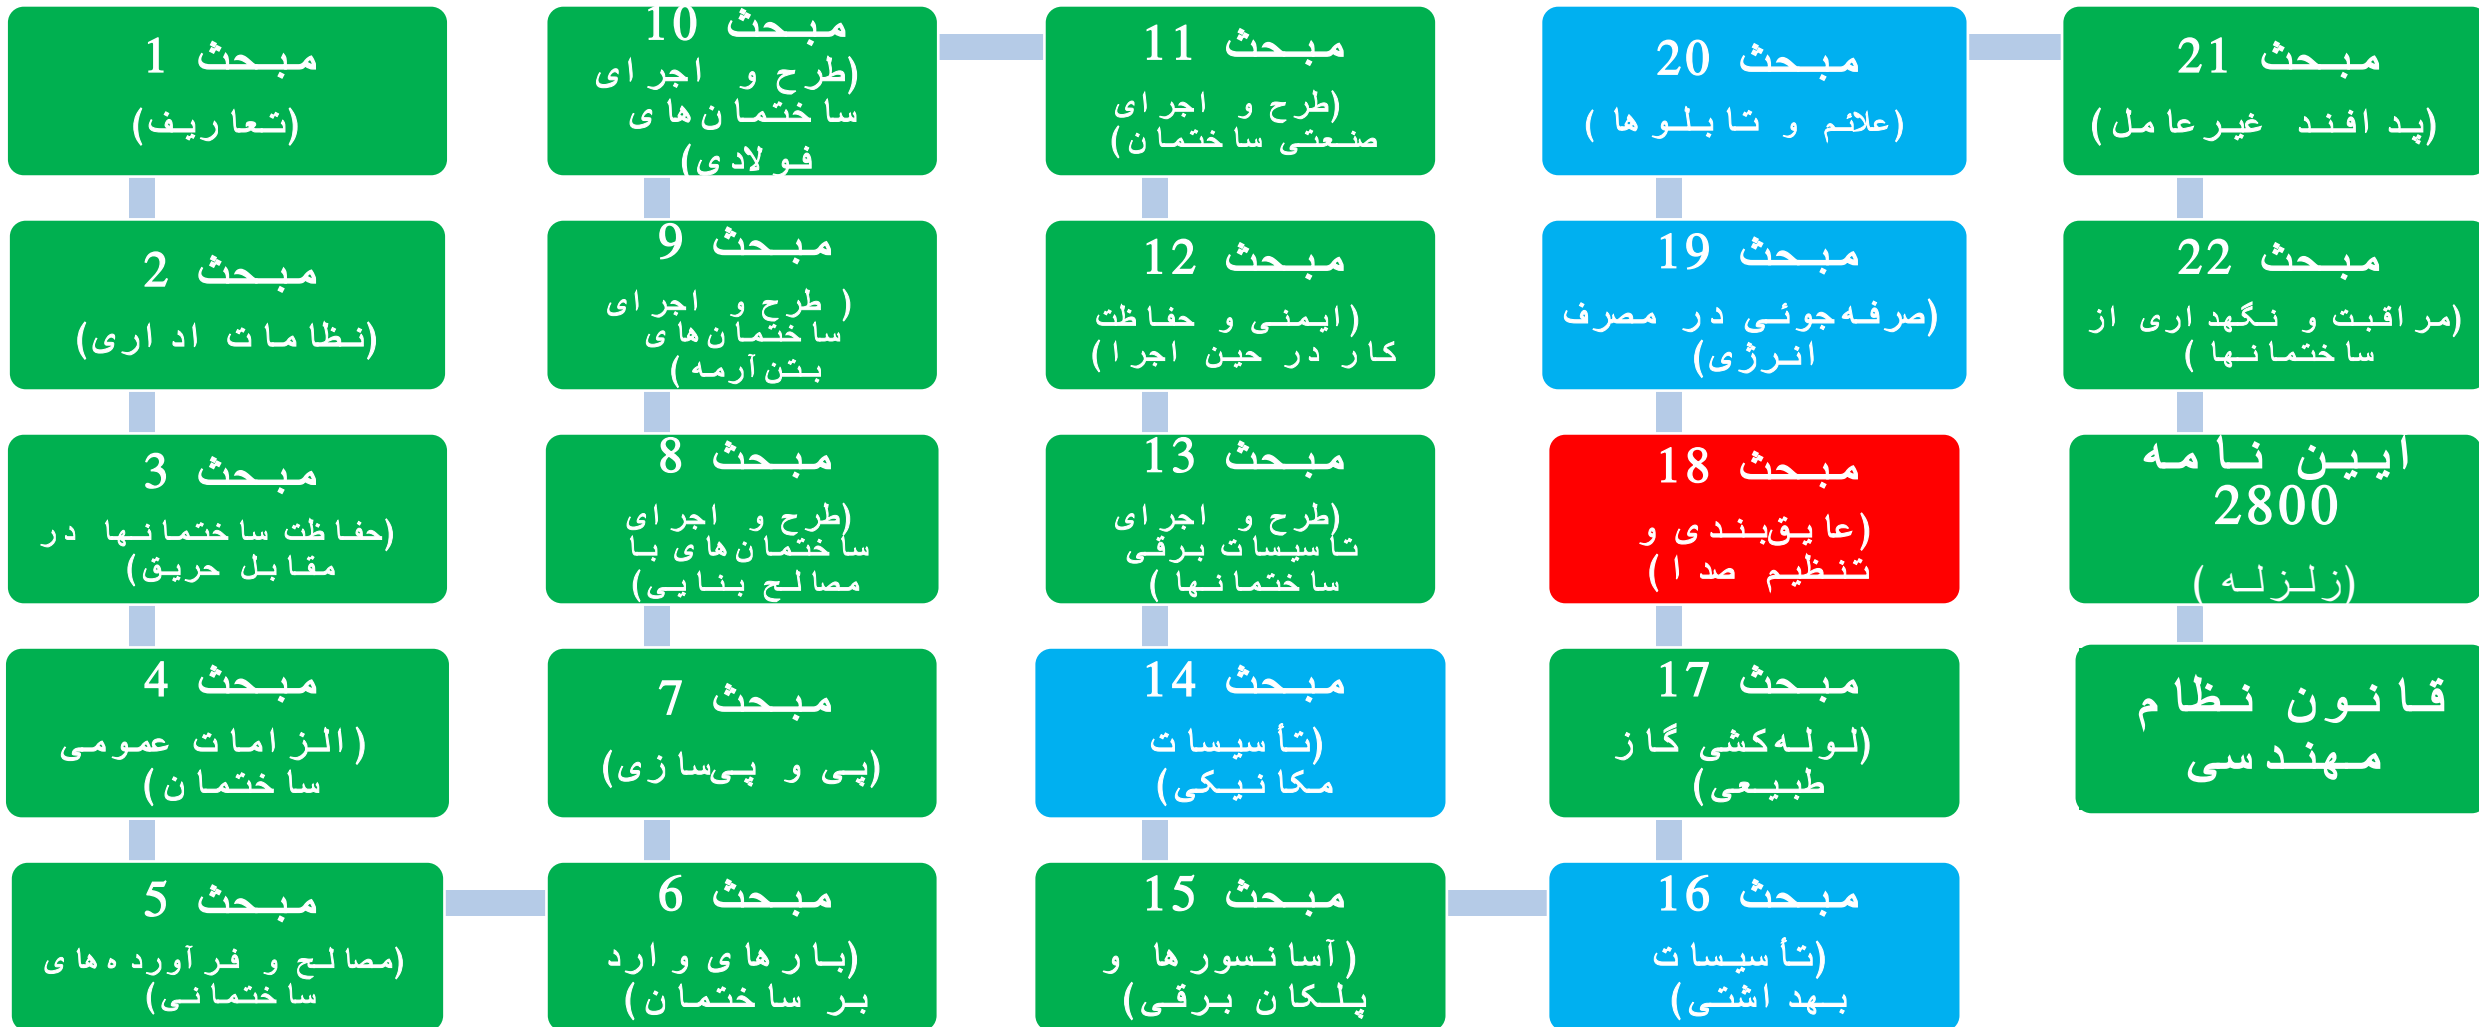 مبحث 1
(تعاریف)
مبحث 2
(نظامات اداری)
مبحث 3
(حفاظت ساختمانها در
مقابل حریق)
مبحث 4
(الزامات عمومی
ساختمان)
مبحث 5
(مصالح و فرآورده‌های
ساختمانی)
مبحث 6
(بارهای وارد
بر ساختمان)
مبحث 7
(پی و پی‌سازی)
مبحث 8
(طرح و اجرای
ساختمان‌های با
مصالح بنایی)
مبحث 9
( طرح و اجرای
ساختمان‌های
بتن‌آرمه)
مبحث 10
(طرح و اجرای
ساختمان‌های
فولادی)
مبحث 11
(طرح و اجرای
صنعتی ساختمان)
مبحث 12
(ایمنی و حفاظت
کار در حین اجرا)
مبحث 13
(طرح و اجرای
تاسیسات برقی
ساختمانها)
مبحث 14
(تأسیسات
مکانیکی)
مبحث 15
(آسانسورها و
پلکان برقی)
مبحث 16
(تأسیسات
بهداشتی)
مبحث 17
(لوله‌کشی گاز
طبیعی)
مبحث 18
(عایق‌بندی و
تنظیم صدا)
مبحث 19
(صرفه‌جوئی در مصرف
انرژی)
مبحث 20
(علائم و تابلوها)
مبحث 21
(پدافند غیرعامل)
مبحث 22
(مراقبت و نگهداری از
ساختمانها)
ایین نامه
2800
(زلزله)
قانون نظام
مهندسی